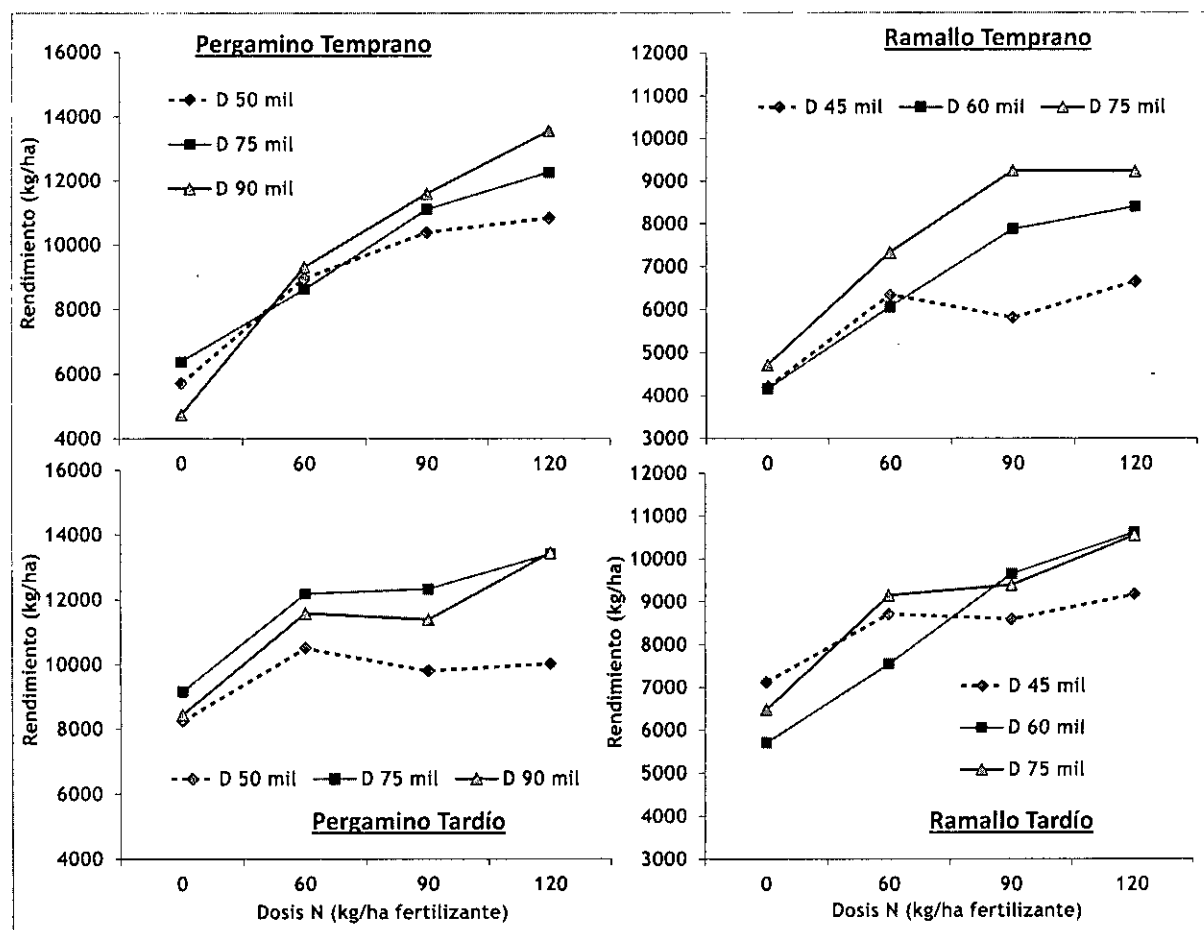 Pergamino Temprano
D 50 mil
D 75 mil
D 90 mil
Rendimiento (kg/ha)
16000
14000
12000
10000
8000
6000
4000
0 60 90 120
Ramallo Temprano
D 45 mil D 60 mil D 75 mil
12000
11000
10000
9000
8000
7000
6000
5000
4000
3000
0 60 90 120
Rendimiento (kg/ha)
16000
14000
12000
10000
8000
6000
4000
D 50 mil D 75 mil D 90 mil
Pergamino Tardío
0 60 90 120
Dosis N (kg/ha fertilizante)
Rendimiento (kg/ha)
12000
11000
10000
9000
8000
7000
6000
5000
4000
3000
D 45 mil
D 60 mil
D 75 mil
Ramallo Tardío
0 60 90 120
Dosis N (kg/ha fertilizante)